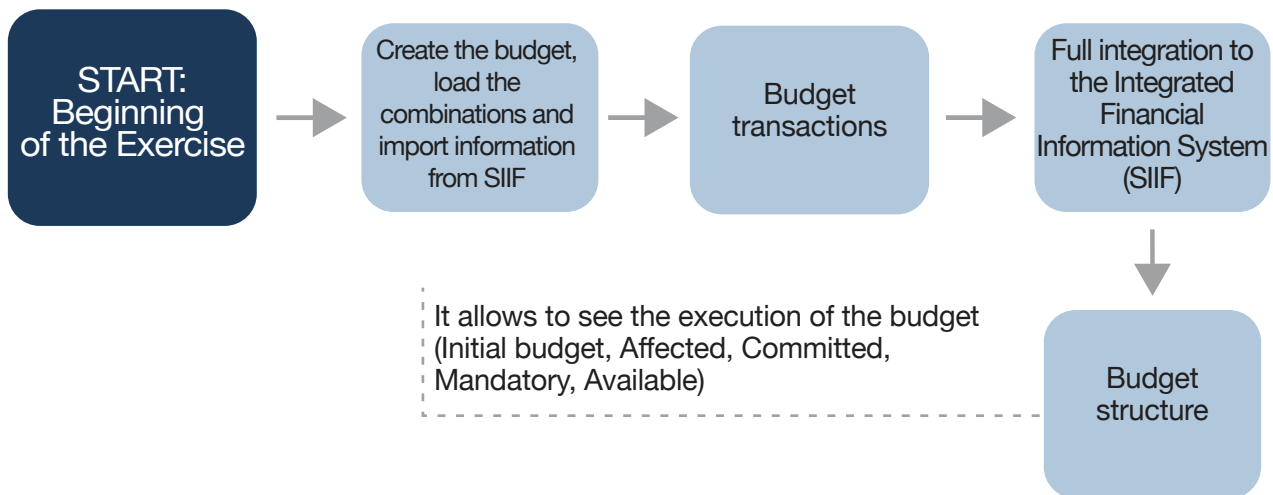 START:
Beginning
of the Exercise
Create the budget,
load the
combinations and
import information
from SIIF
Budget
transactions
Full integration to
the Integrated
Financial
Information System
(SIIF)
It allows to see the execution of the budget
(Initial budget, Affected, Committed,
Mandatory, Available)
Budget
structure